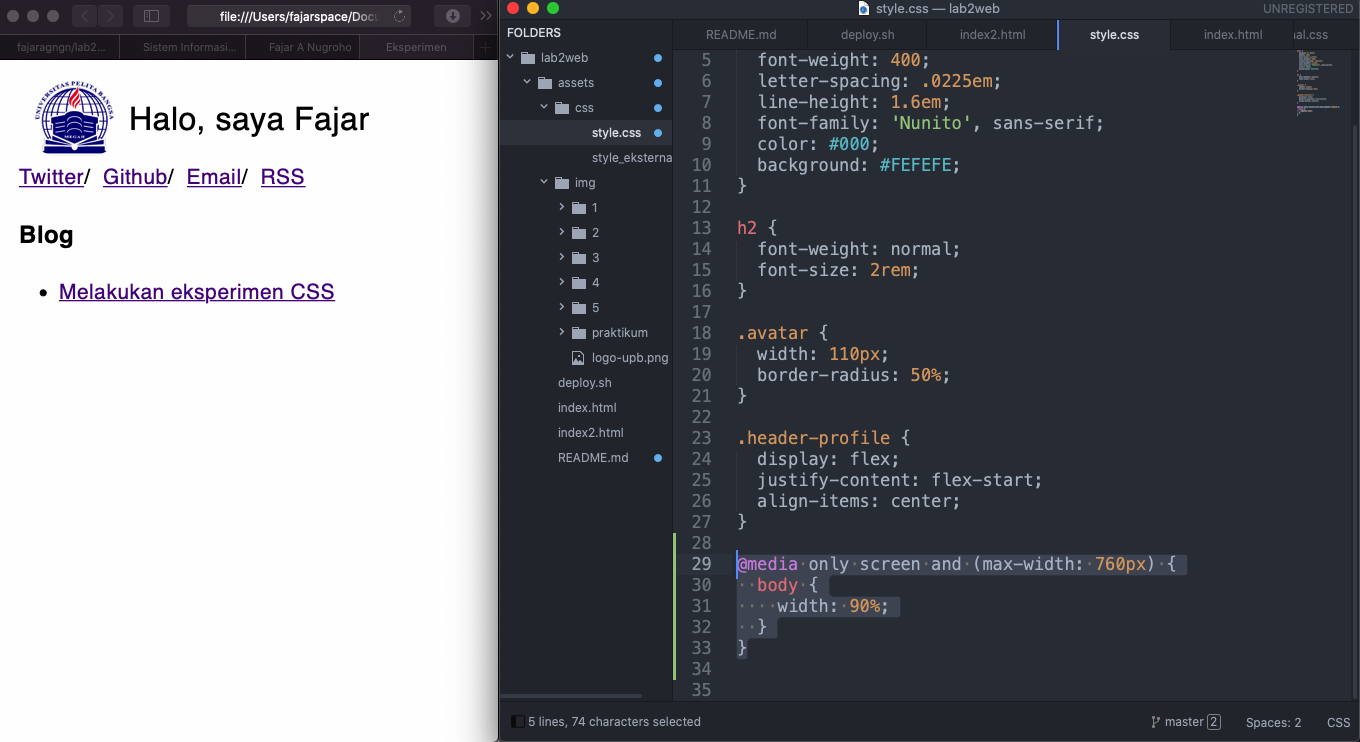 file:///Users/fajarspace/Docu
fajaragngn/lab2...
Sistem Informasi...
Fajar A Nugroho
Eksperimen
UNIVERSITAS PELITA BANGSA
Halo, saya Fajar
Twitter/ Github/ Email/ RSS
Blog
• Melakukan eksperimen CSS
style.css — lab2web
UNREGISTERED
FOLDERS
lab2web
assets
css
style.css
style_eksterna
img
1
2
3
4
5
praktikum
logo-upb.png
deploy.sh
index.html
index2.html
README.md
README.md
deploy.sh
index2.html
style.css
index.html
nal.css
5 font-weight: 400;
6 letter-spacing: .0225em;
7 line-height: 1.6em;
8 font-family: 'Nunito', sans-serif;
9 color: #000;
10 background: #FEFEFE;
11 }
12
13 h2 {
14 font-weight: normal;
15 font-size: 2rem;
16 }
17
18 .avatar {
19 width: 110px;
20 border-radius: 50%;
21 }
22
23 .header-profile {
24 display: flex;
25 justify-content: flex-start;
26 align-items: center;
27 }
28
29 @media only screen and (max-width: 760px) {
30 body {
31 width: 90%;
32 }
33 }
34
35
5 lines, 74 characters selected
master 2
Spaces: 2
CSS